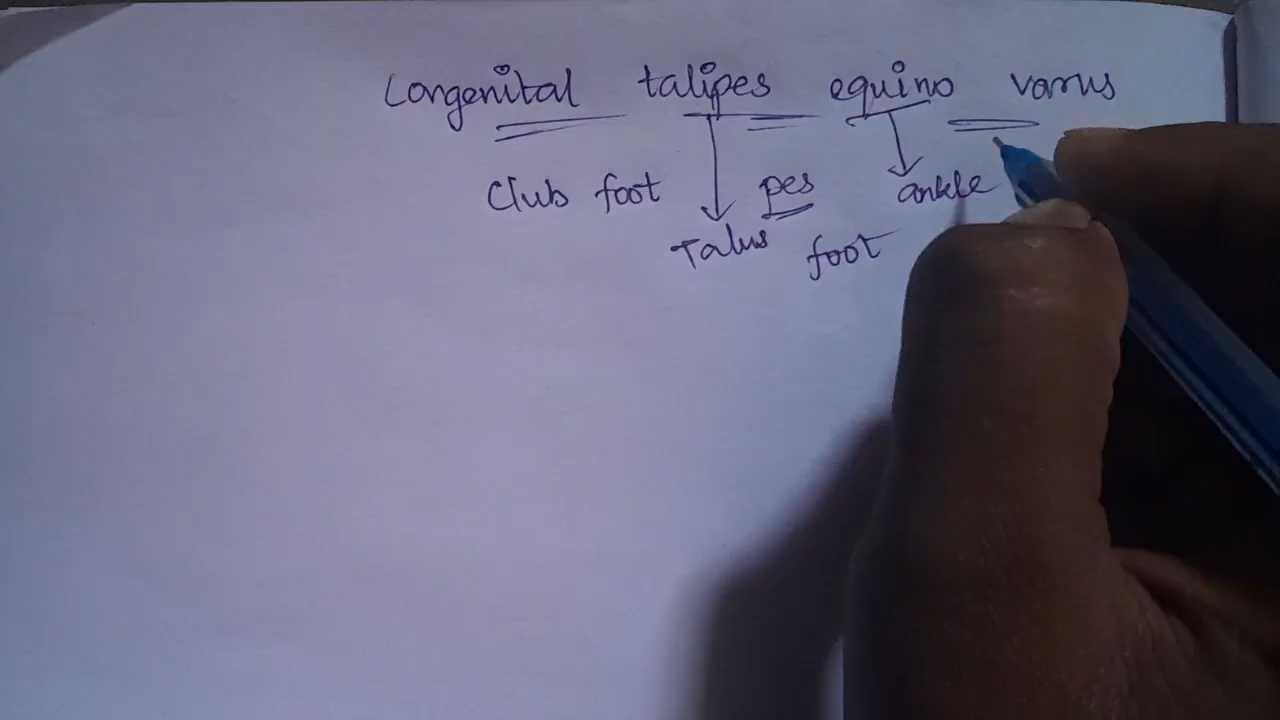 Congenital talipes equino varus
Club foot pes ankle
Talus foot